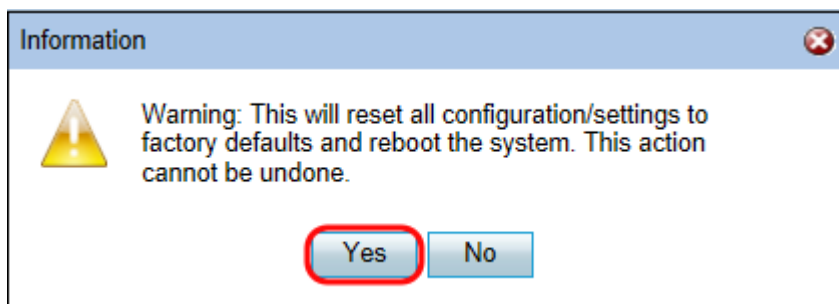 Information
Warning: This will reset all configuration/settings to
factory defaults and reboot the system. This action
cannot be undone.
Yes No